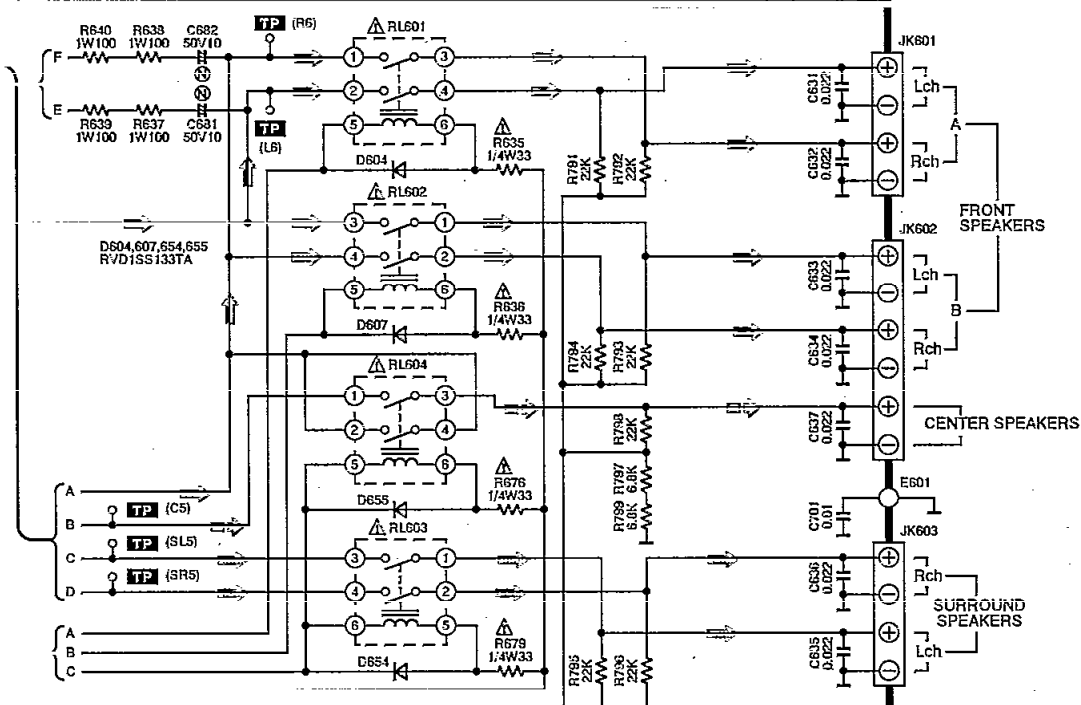 R640
1W100
R638
1W100
C682
50V10
TP (R6)
⚠ RL601
JK601
F
1
3
N
N
2
4
E
R639
1W100
R637
1W100
C681
50V10
TP
(L6)
5
6
⚠
R635
1/4W33
D604
R791
22K
R792
22K
C631
0.022
C632
0.022
+
−
+
−
Lch
Rch
A
FRONT
SPEAKERS
⚠ RL602
JK602
3
1
D604,607,654,655
RVD1SS133TA
4
2
5
6
⚠
R636
1/4W33
D607
R794
22K
R793
22K
C633
0.022
C634
0.022
+
−
+
−
Lch
Rch
B
⚠ RL604
1
3
2
4
5
6
R798
22K
C637
0.022
+
−
CENTER SPEAKERS
⚠
R676
1/4W33
R797
6.8K
R799
6.8K
D655
C701
0.01
E601
A
B
TP (C5)
C
TP (SL5)
D
TP (SR5)
⚠ RL603
JK603
3
1
4
2
6
5
C636
0.022
C635
0.022
+
−
+
−
Rch
Lch
SURROUND
SPEAKERS
A
B
C
⚠
R679
1/4W33
D654
R795
22K
R796
22K